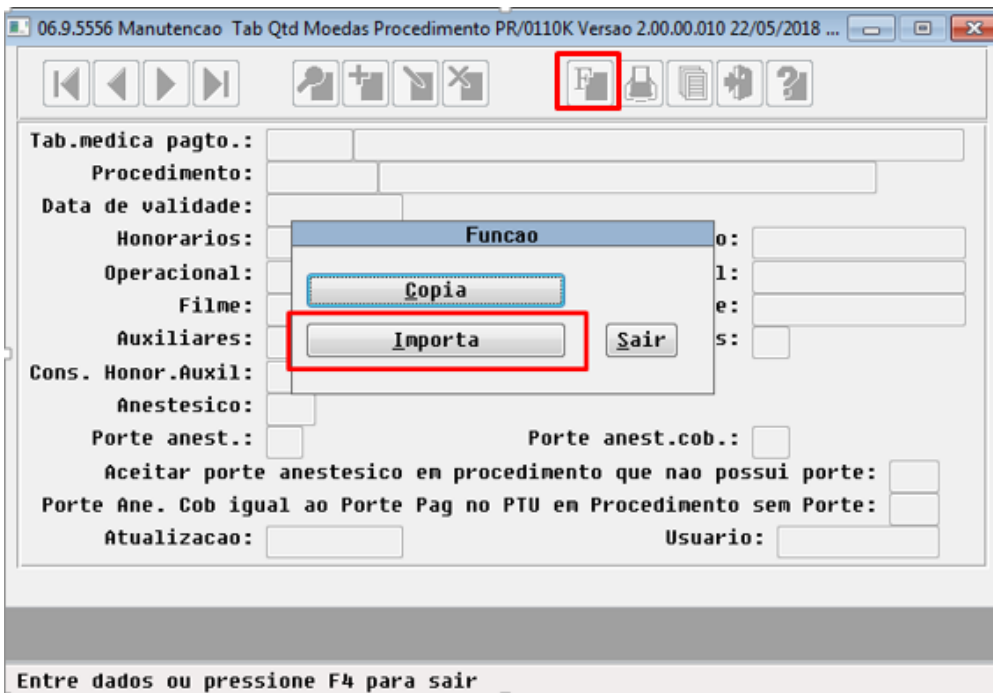 06.9.5556 Manutencao Tab Qtd Moedas Procedimento PR/0110K Versao 2.00.00.010 22/05/2018 ...
F ?
Tab.medica pagto.:
Procedimento:
Data de validade:
Funcao
Honorarios: o:
Operacional: l:
Copia
Filme: e:
Auxiliares: Importa Sair s:
Cons. Honor.Auxil:
Anestesico:
Porte anest.: Porte anest.cob.:
Aceitar porte anestesico em procedimento que nao possui porte:
Porte Ane. Cob igual ao Porte Pag no PTU em Procedimento sem Porte:
Atualizacao: Usuario:
Entre dados ou pressione F4 para sair